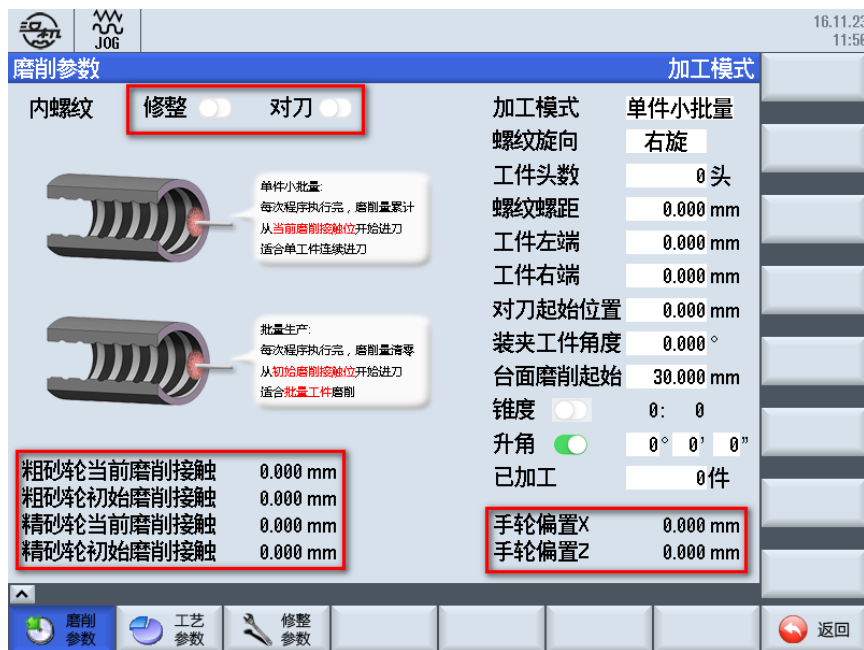 汉机
JOG
16.11.23
11:56
磨削参数 加工模式
内螺纹 修整 对刀
单件小批量:
每次程序执行完，磨削量累计
从当前磨削接触位开始进刀
适合单工件连续进刀
批量生产:
每次程序执行完，磨削量清零
从初始磨削接触位开始进刀
适合批量工件磨削
粗砂轮当前磨削接触 0.000 mm
粗砂轮初始磨削接触 0.000 mm
精砂轮当前磨削接触 0.000 mm
精砂轮初始磨削接触 0.000 mm
加工模式 单件小批量
螺纹旋向 右旋
工件头数 0 头
螺纹螺距 0.000 mm
工件左端 0.000 mm
工件右端 0.000 mm
对刀起始位置 0.000 mm
装夹工件角度 0.000 °
台面磨削起始 30.000 mm
锥度 0: 0
升角 0° 0’ 0”
已加工 0件
手轮偏置X 0.000 mm
手轮偏置Z 0.000 mm
磨削
参数
工艺
参数
修整
参数
返回